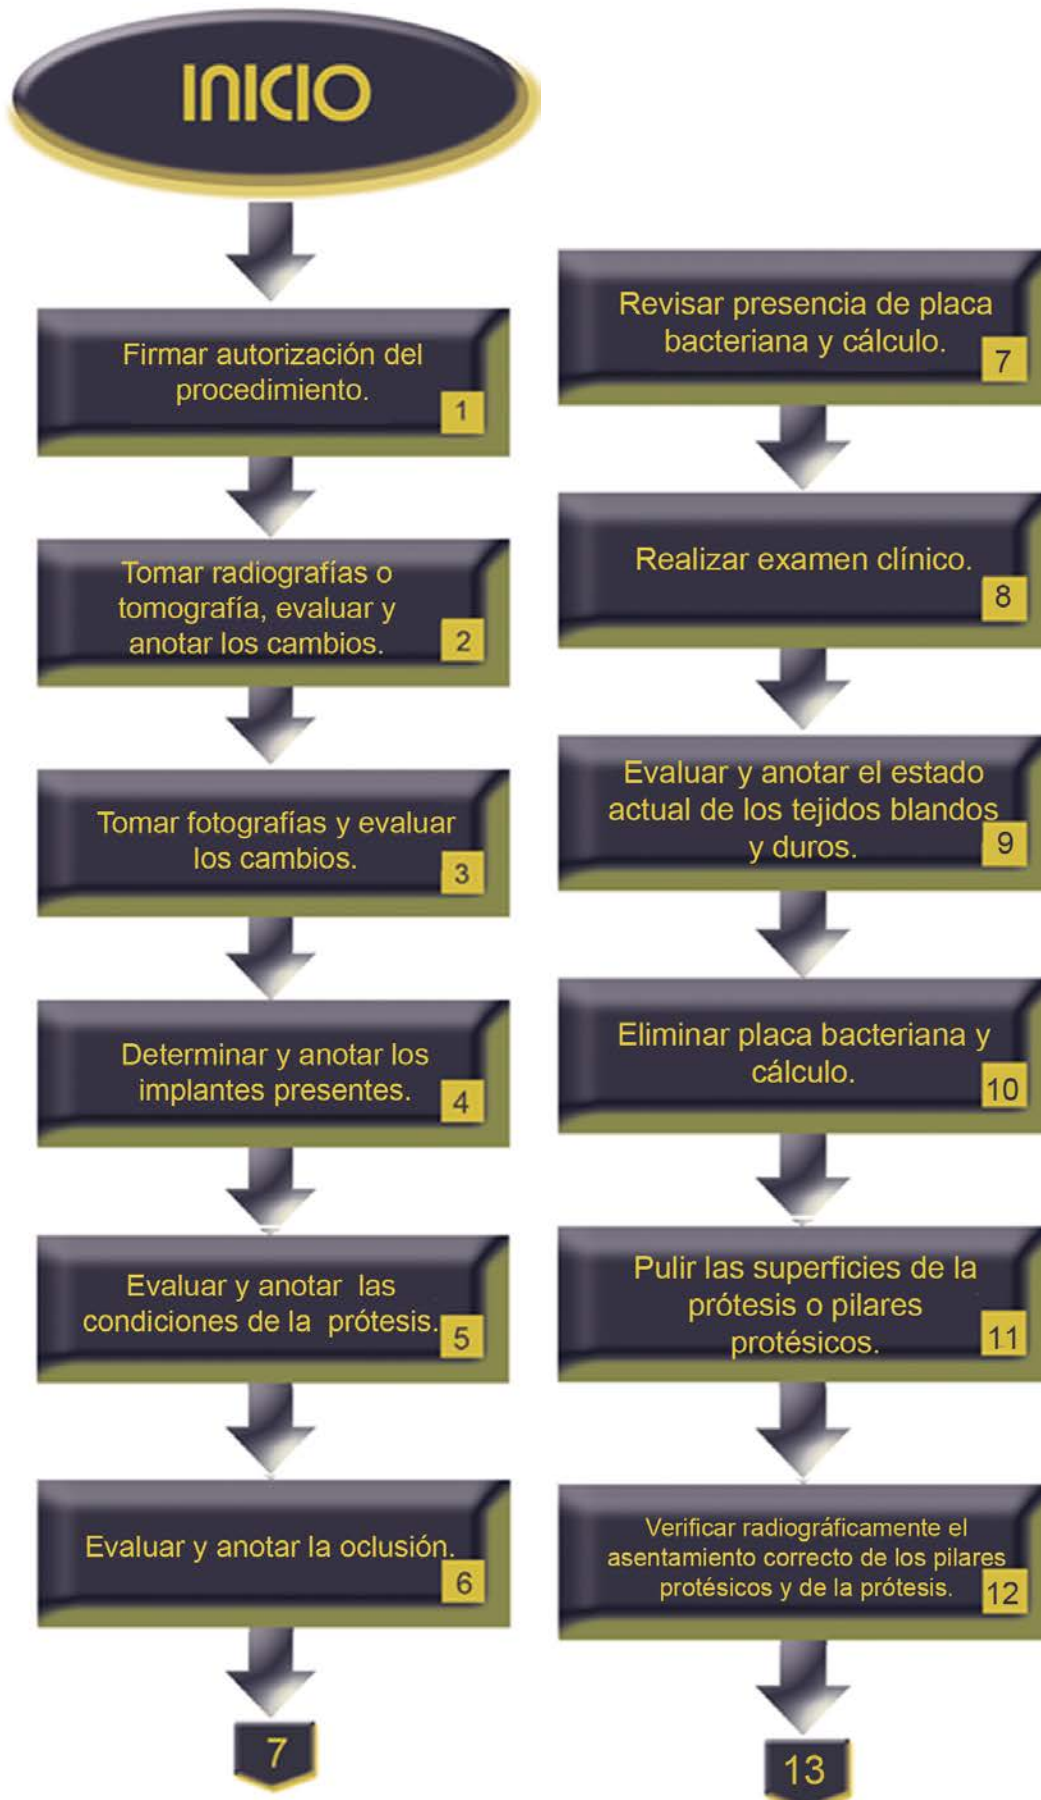 INICIO
Firmar autorización del
procedimiento.
1
Tomar radiografías o
tomografía, evaluar y
anotar los cambios.
2
Tomar fotografías y evaluar
los cambios.
3
Determinar y anotar los
implantes presentes.
4
Evaluar y anotar las
condiciones de la prótesis.
5
Evaluar y anotar la oclusión.
6
7
Revisar presencia de placa
bacteriana y cálculo.
7
Realizar examen clínico.
8
Evaluar y anotar el estado
actual de los tejidos blandos
y duros.
9
Eliminar placa bacteriana y
cálculo.
10
Pulir las superficies de la
prótesis o pilares
protésicos.
11
Verificar radiográficamente el
asentamiento correcto de los pilares
protésicos y de la prótesis.
12
13